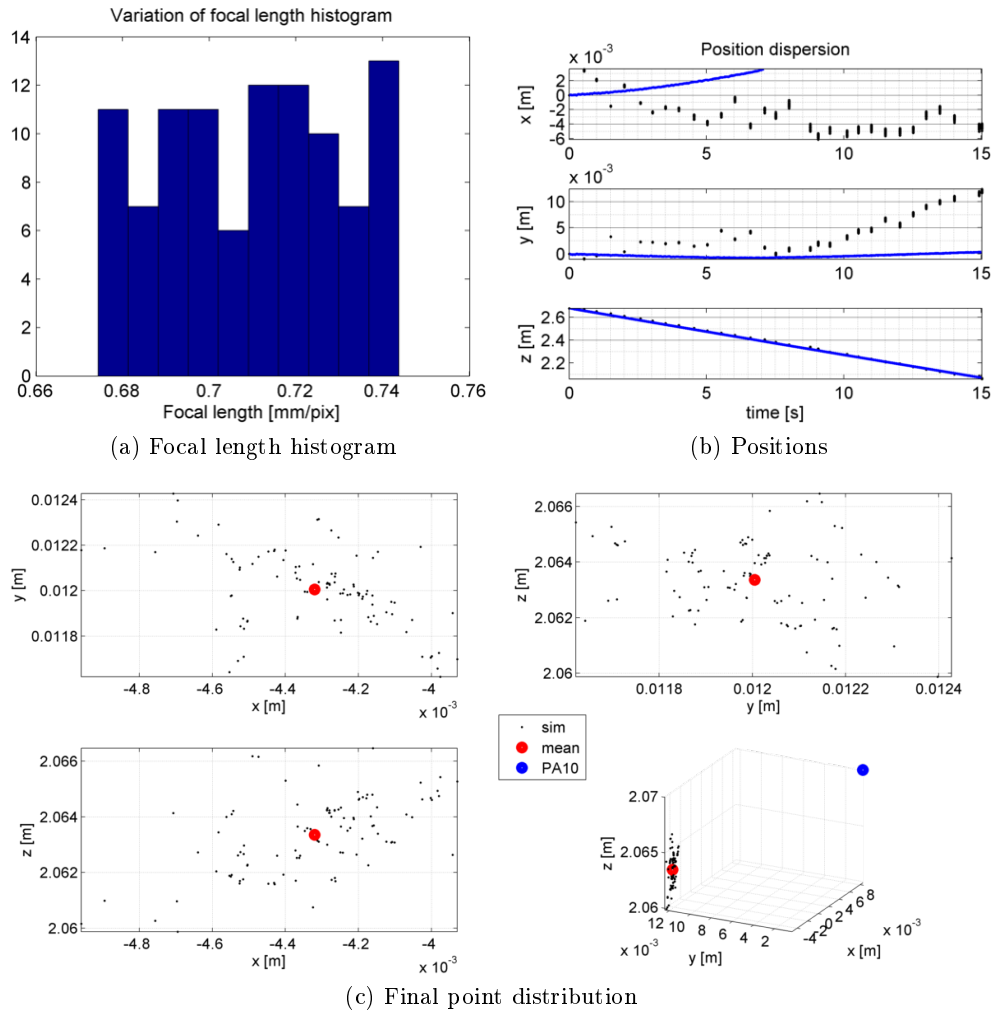 Variation of focal length histogram
14
12
10
8
6
4
2
0
0.66 0.68 0.7 0.72 0.74 0.76
Focal length [mm/pix]
(a) Focal length histogram
Position dispersion
x 10⁻³
x [m]
2
0
-2
-4
-6
0 5 10 15
x 10⁻³
y [m]
10
5
0
0 5 10 15
z [m]
2.6
2.4
2.2
0 5 10 15
time [s]
(b) Positions
y [m]
0.0124
0.0122
0.012
0.0118
-4.8 -4.6 -4.4 -4.2 -4
x [m]
x 10⁻³
z [m]
2.066
2.064
2.062
2.06
0.0118 0.012 0.0122 0.0124
y [m]
z [m]
2.066
2.064
2.062
2.06
-4.8 -4.6 -4.4 -4.2 -4
x [m]
x 10⁻³
sim
mean
PA10
z [m]
2.07
2.065
2.06
12 10 8 6 4 2
x 10⁻³
y [m]
-4 -2 0 2 4 6 8
x 10⁻³
x [m]
(c) Final point distribution